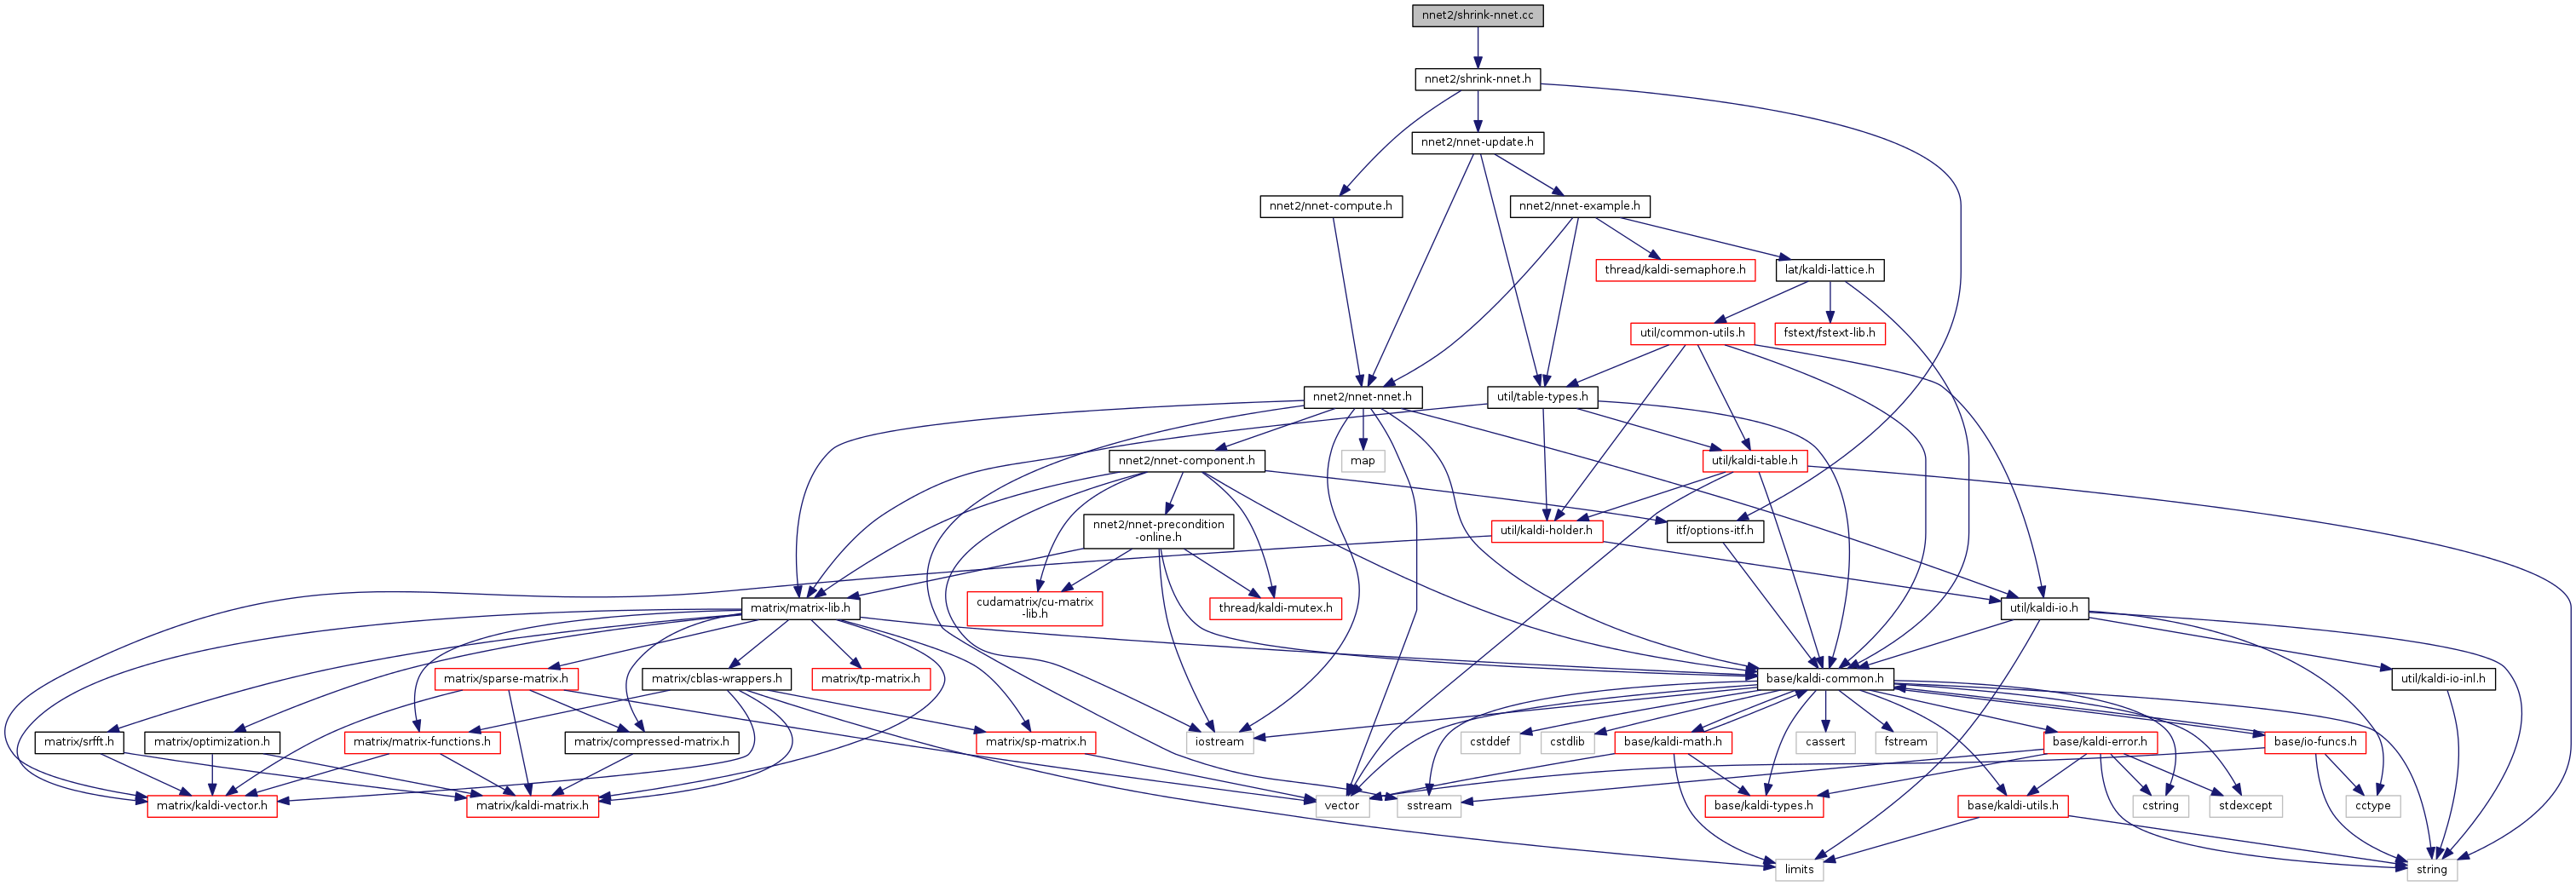 nnet2/shrink-nnet.cc
nnet2/shrink-nnet.h
nnet2/nnet-update.h
nnet2/nnet-compute.h
nnet2/nnet-example.h
thread/kaldi-semaphore.h
lat/kaldi-lattice.h
util/common-utils.h
fstext/fstext-lib.h
nnet2/nnet-nnet.h
util/table-types.h
nnet2/nnet-component.h
map
util/kaldi-table.h
nnet2/nnet-precondition
-online.h
util/kaldi-holder.h
itf/options-itf.h
matrix/matrix-lib.h
cudamatrix/cu-matrix
-lib.h
thread/kaldi-mutex.h
util/kaldi-io.h
matrix/sparse-matrix.h
matrix/cblas-wrappers.h
matrix/tp-matrix.h
base/kaldi-common.h
util/kaldi-io-inl.h
matrix/srfft.h
matrix/optimization.h
matrix/matrix-functions.h
matrix/compressed-matrix.h
matrix/sp-matrix.h
iostream
cstddef
cstdlib
base/kaldi-math.h
cassert
fstream
base/kaldi-error.h
base/io-funcs.h
matrix/kaldi-vector.h
matrix/kaldi-matrix.h
vector
sstream
base/kaldi-types.h
base/kaldi-utils.h
cstring
stdexcept
cctype
limits
string